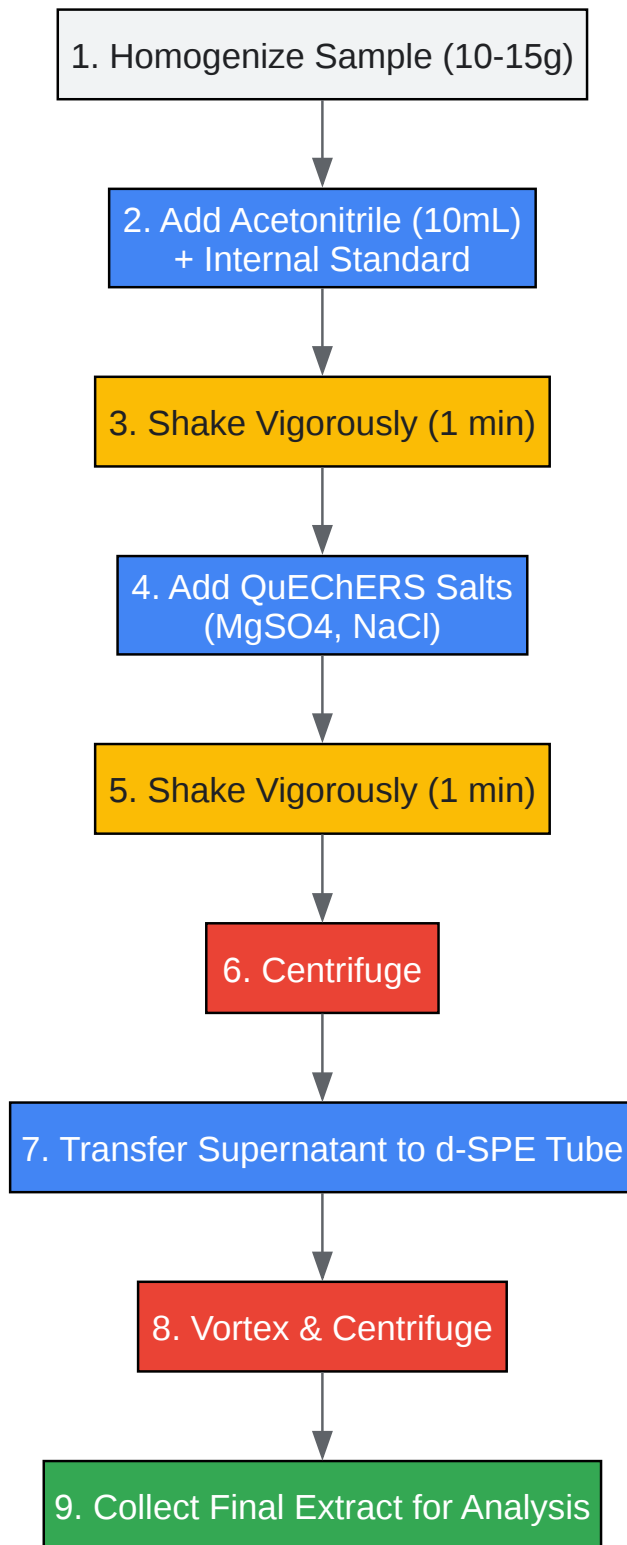 1. Homogenize Sample (10-15g)
2. Add Acetonitrile (10mL)
+ Internal Standard
3. Shake Vigorously (1 min)
4. Add QuEChERS Salts
(MgSO4, NaCl)
5. Shake Vigorously (1 min)
6. Centrifuge
7. Transfer Supernatant to d-SPE Tube
8. Vortex & Centrifuge
9. Collect Final Extract for Analysis